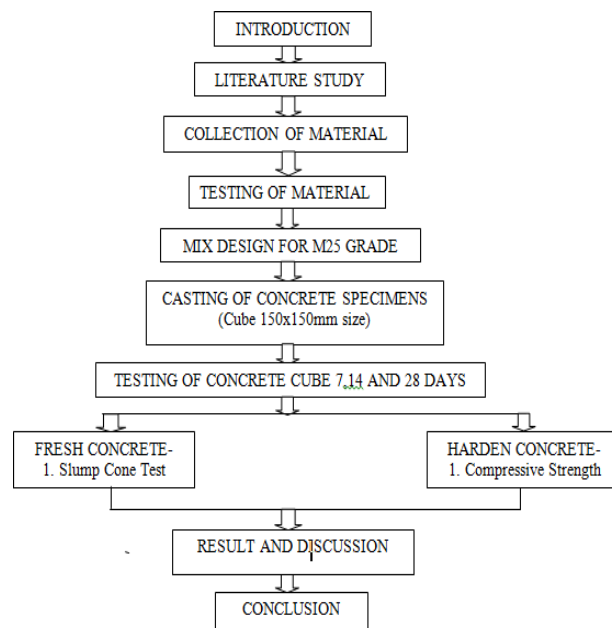 INTRODUCTION
LITERATURE STUDY
COLLECTION OF MATERIAL
TESTING OF MATERIAL
MIX DESIGN FOR M25 GRADE
CASTING OF CONCRETE SPECIMENS
(Cube 150x150mm size)
TESTING OF CONCRETE CUBE 7,14 AND 28 DAYS
FRESH CONCRETE-
1. Slump Cone Test
HARDEN CONCRETE-
1. Compressive Strength
RESULT AND DISCUSSION
CONCLUSION